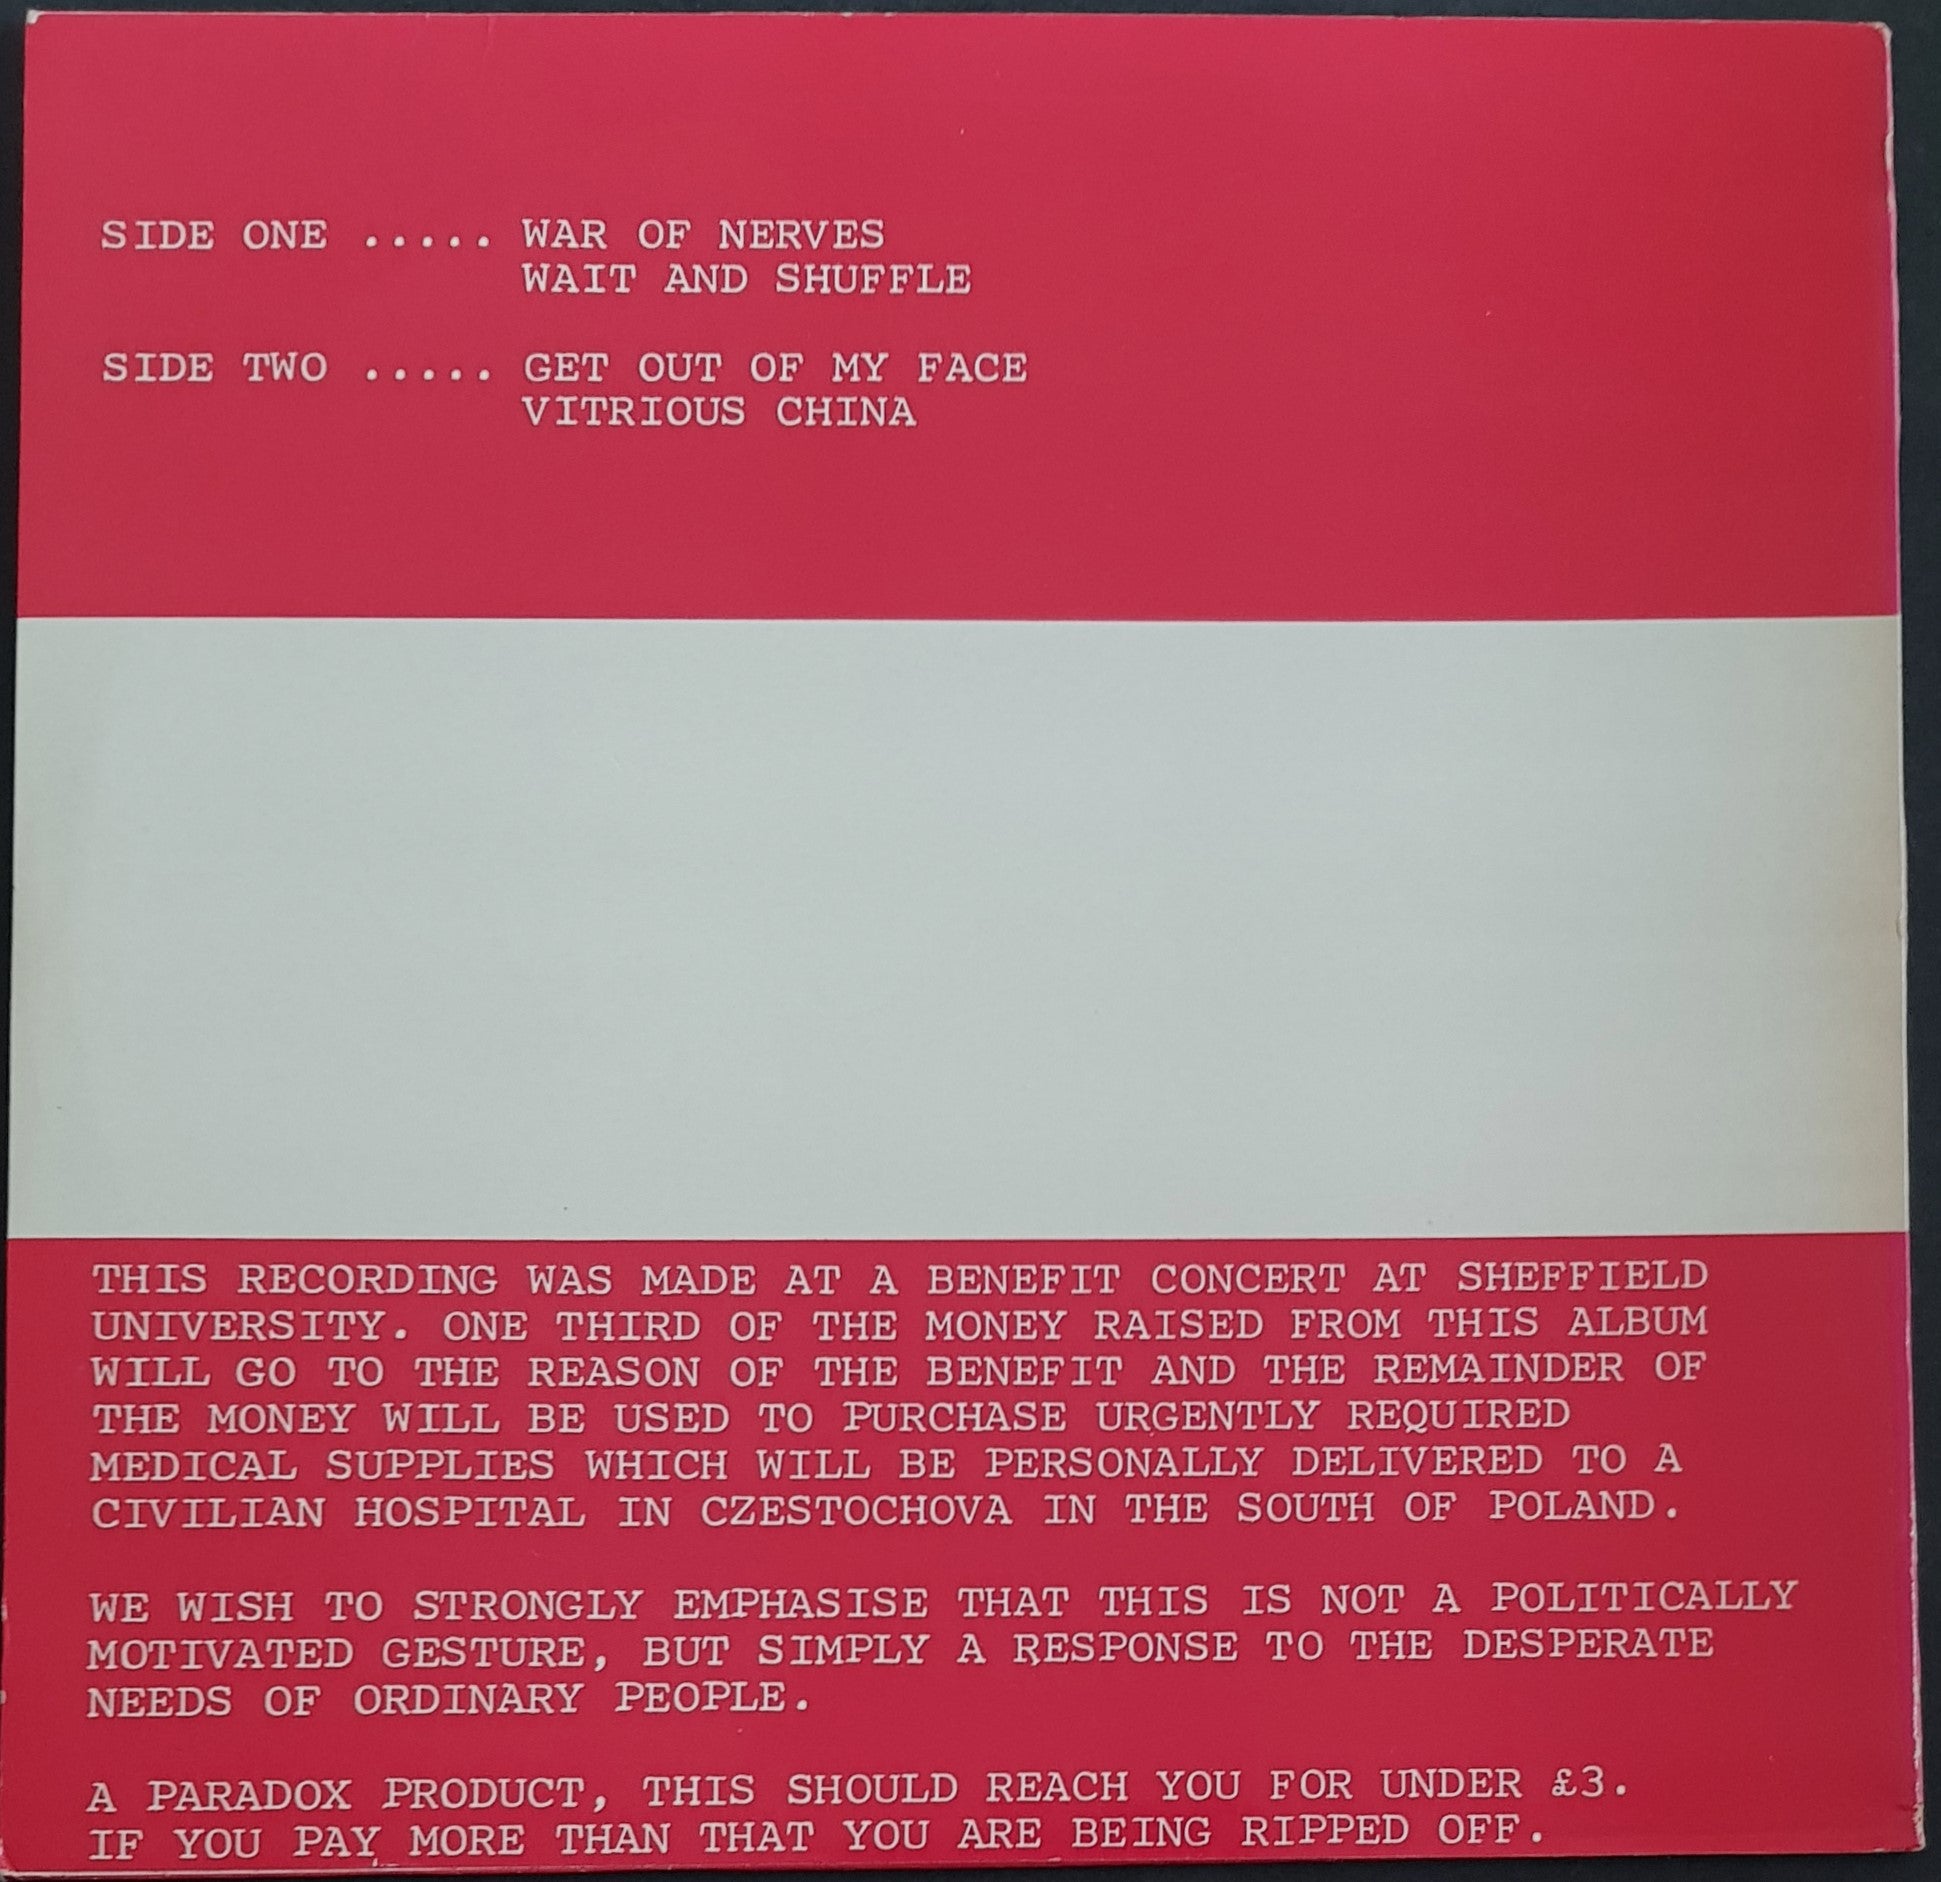 SIDE ONE ..... WAR OF NERVES
WAIT AND SHUFFLE
SIDE TWO ..... GET OUT OF MY FACE
VITRIOUS CHINA
THIS RECORDING WAS MADE AT A BENEFIT CONCERT AT SHEFFIELD
UNIVERSITY. ONE THIRD OF THE MONEY RAISED FROM THIS ALBUM
WILL GO TO THE REASON OF THE BENEFIT AND THE REMAINDER OF
THE MONEY WILL BE USED TO PURCHASE URGENTLY REQUIRED
MEDICAL SUPPLIES WHICH WILL BE PERSONALLY DELIVERED TO A
CIVILIAN HOSPITAL IN CZESTOCHOVA IN THE SOUTH OF POLAND.
WE WISH TO STRONGLY EMPHASISE THAT THIS IS NOT A POLITICALLY
MOTIVATED GESTURE, BUT SIMPLY A RESPONSE TO THE DESPERATE
NEEDS OF ORDINARY PEOPLE.
A PARADOX PRODUCT, THIS SHOULD REACH YOU FOR UNDER £3.
IF YOU PAY MORE THAN THAT YOU ARE BEING RIPPED OFF.